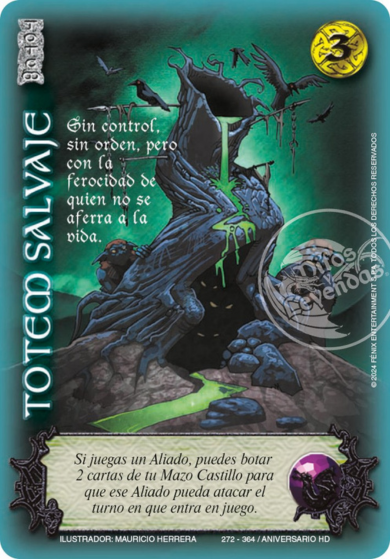 TOTEM
3
TOTEM SALVAJE
Sin control,
sin orden, pero
con la
ferocidad de
quien no se
aferra a la
vida.
Mitos
Leyendas
© 2024 FÉNIX ENTERTAINMENT TODOS LOS DERECHOS RESERVADOS
Si juegas un Aliado, puedes botar
2 cartas de tu Mazo Castillo para
que ese Aliado pueda atacar el
turno en que entra en juego.
ILUSTRADOR: MAURICIO HERRERA 272 - 364 / ANIVERSARIO HD